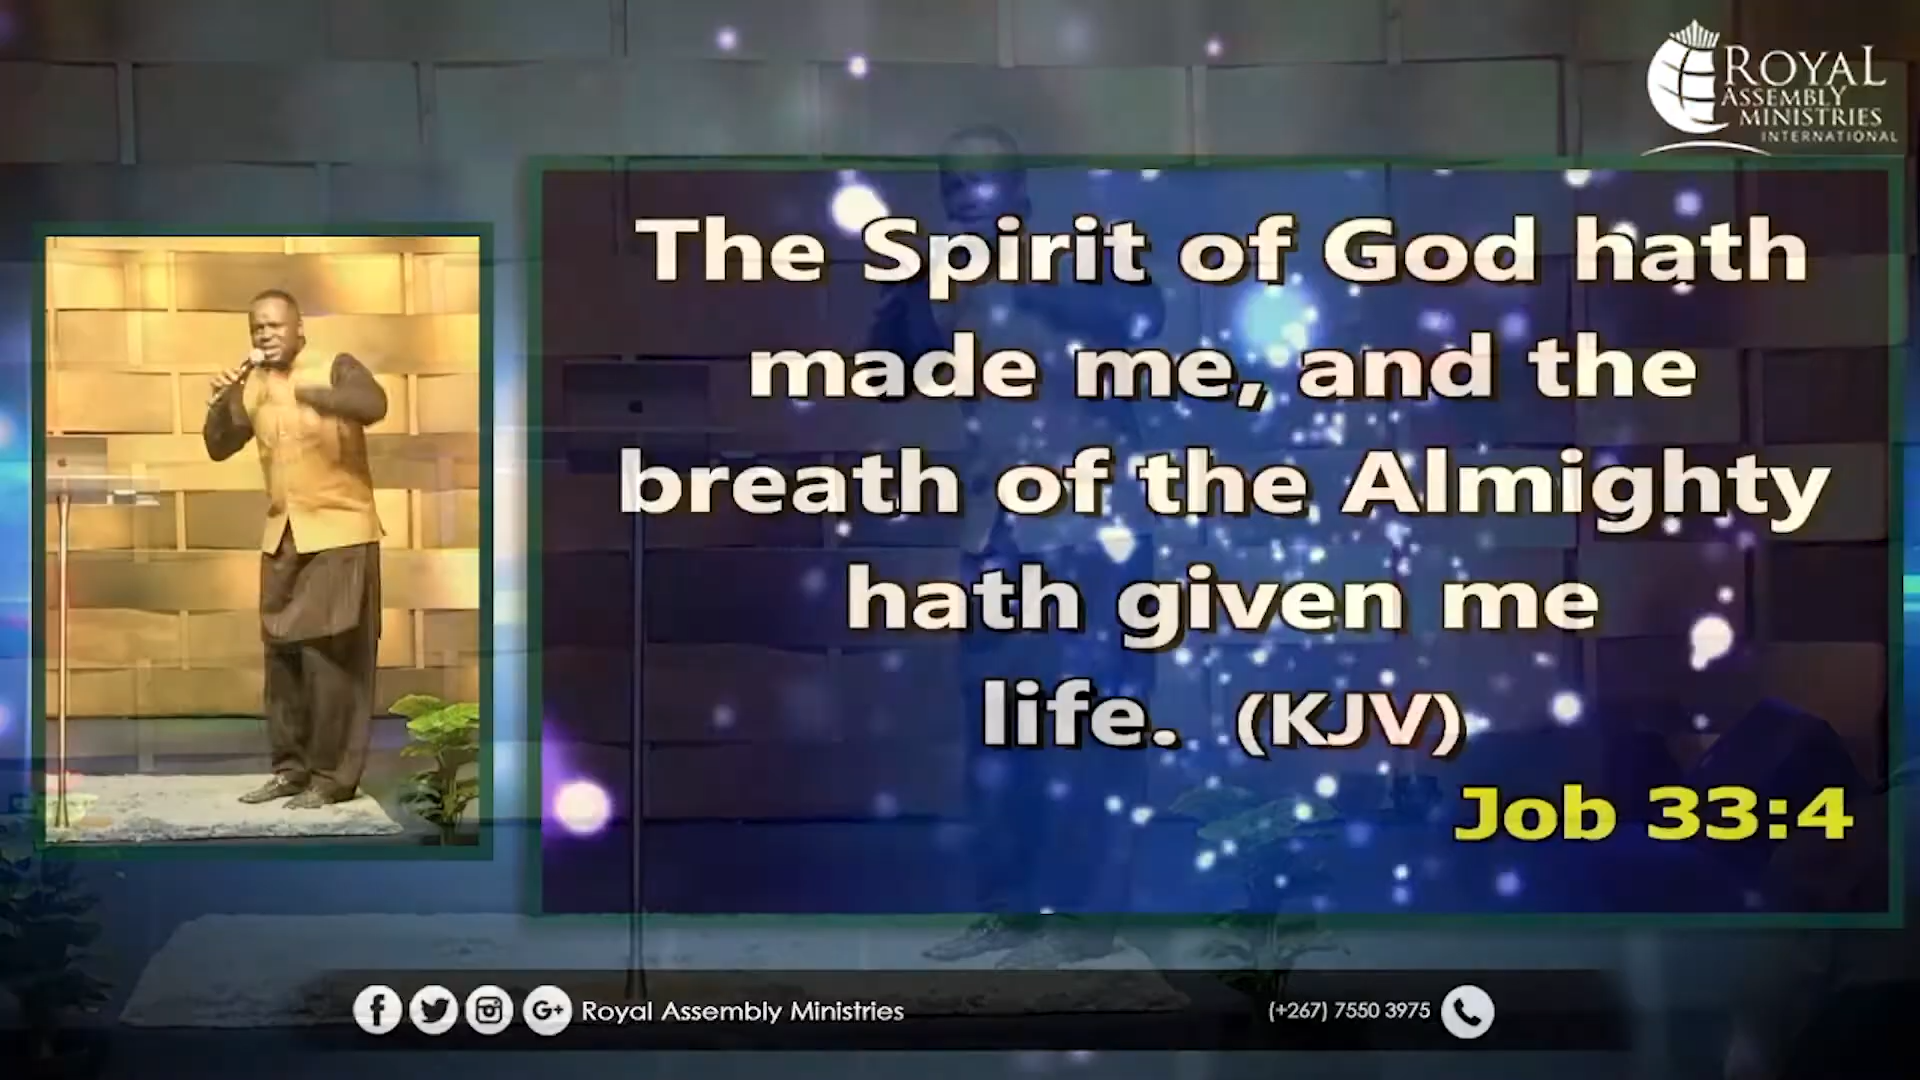 ROYAL
ASSEMBLY
MINISTRIES
INTERNATIONAL
The Spirit of God hath
made me, and the
breath of the Almighty
hath given me
life. (KJV)
Job 33:4
Royal Assembly Ministries
(+267) 7550 3975